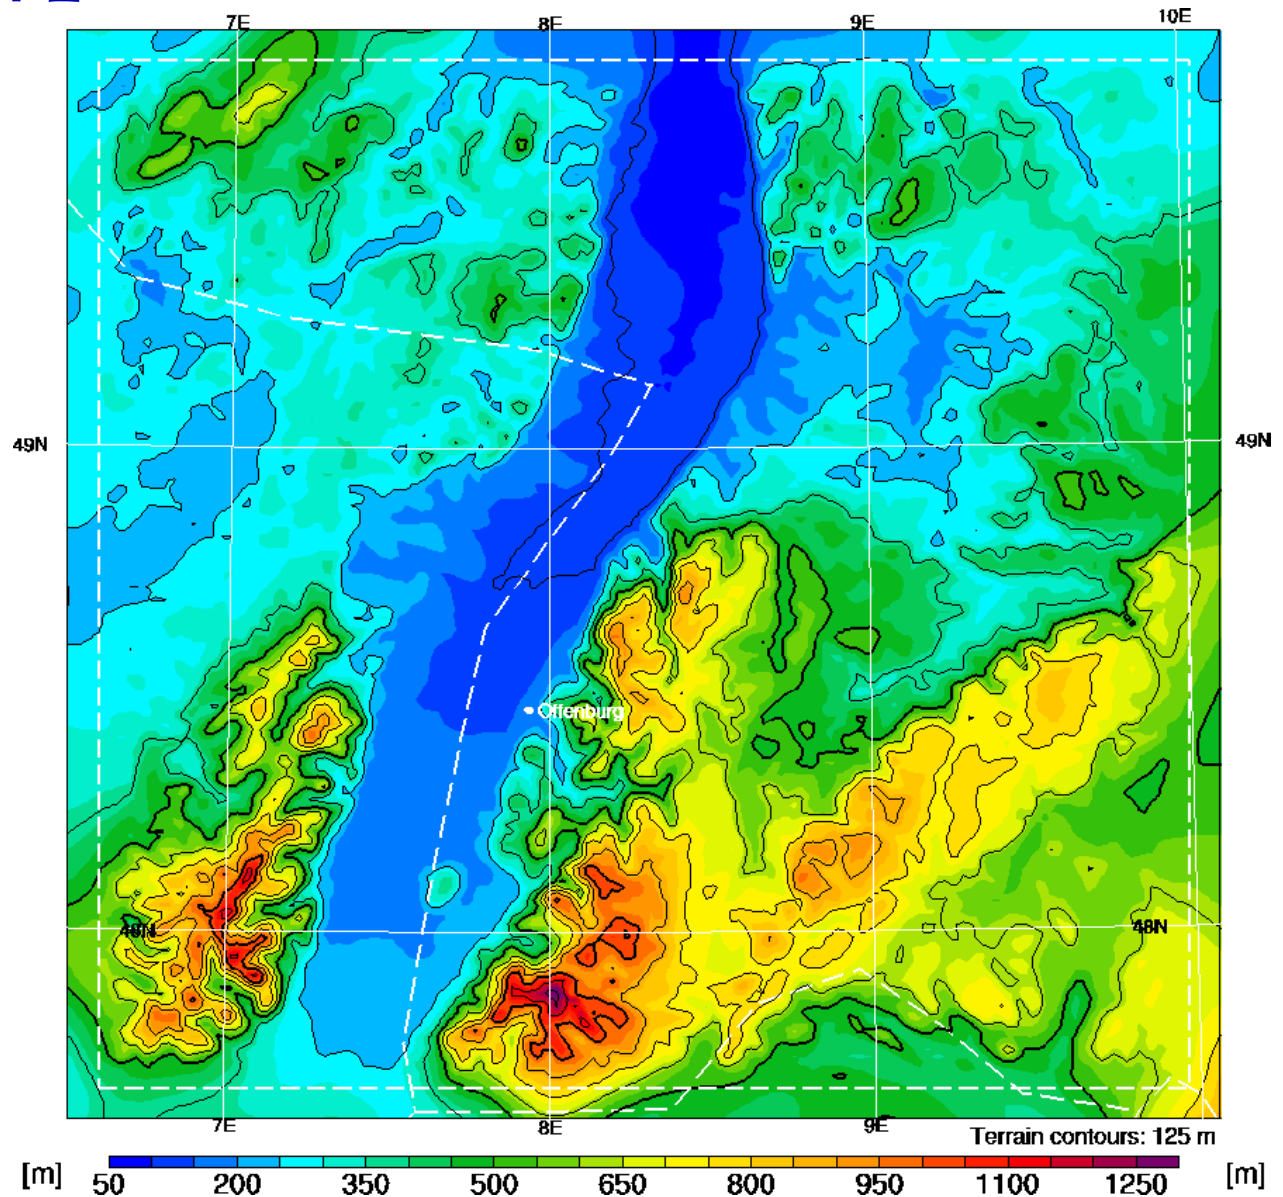 7E 8E 9E 10E
49N 49N
Offenburg
48N 48N
7E 8E 9E
Terrain contours: 125 m
[m] 50 200 350 500 650 800 950 1100 1250 [m]